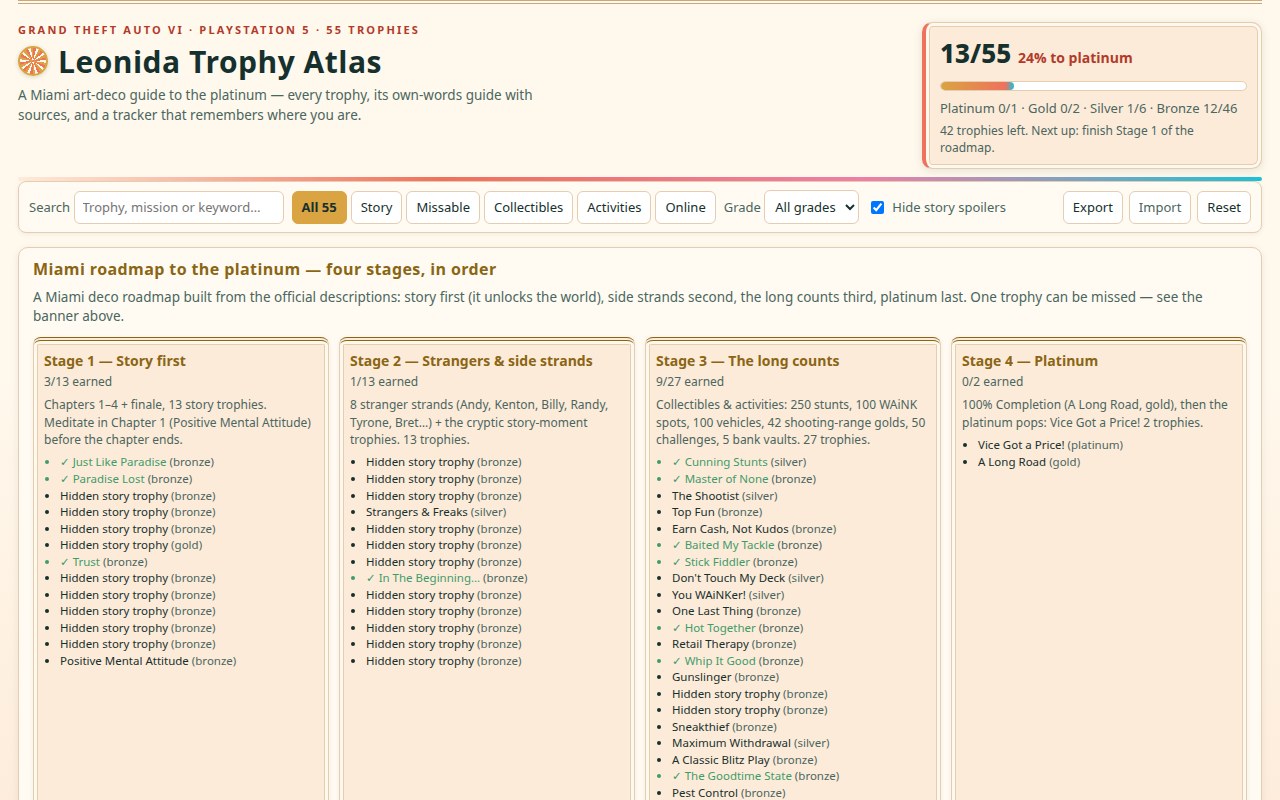 GRAND THEFT AUTO VI · PLAYSTATION 5 · 55 TROPHIES
Leonida Trophy Atlas
A Miami art-deco guide to the platinum — every trophy, its own-words guide with
sources, and a tracker that remembers where you are.
13/55 24% to platinum
Platinum 0/1 · Gold 0/2 · Silver 1/6 · Bronze 12/46
42 trophies left. Next up: finish Stage 1 of the
roadmap.
Search Trophy, mission or keyword... All 55 Story Missable Collectibles Activities Online Grade All grades Hide story spoilers Export Import Reset
Miami roadmap to the platinum — four stages, in order
A Miami deco roadmap built from the official descriptions: story first (it unlocks the world), side strands second, the long counts third, platinum last. One trophy can be missed — see the
banner above.
Stage 1 — Story first
3/13 earned
Chapters 1–4 + finale, 13 story trophies.
Meditate in Chapter 1 (Positive Mental Attitude)
before the chapter ends.
✓ Just Like Paradise (bronze)
✓ Paradise Lost (bronze)
Hidden story trophy (bronze)
Hidden story trophy (bronze)
Hidden story trophy (bronze)
Hidden story trophy (gold)
✓ Trust (bronze)
Hidden story trophy (bronze)
Hidden story trophy (bronze)
Hidden story trophy (bronze)
Hidden story trophy (bronze)
Hidden story trophy (bronze)
Positive Mental Attitude (bronze)
Stage 2 — Strangers & side strands
1/13 earned
8 stranger strands (Andy, Kenton, Billy, Randy,
Tyrone, Bret...) + the cryptic story-moment
trophies. 13 trophies.
Hidden story trophy (bronze)
Hidden story trophy (bronze)
Hidden story trophy (bronze)
Strangers & Freaks (silver)
Hidden story trophy (bronze)
Hidden story trophy (bronze)
Hidden story trophy (bronze)
✓ In The Beginning... (bronze)
Hidden story trophy (bronze)
Hidden story trophy (bronze)
Hidden story trophy (bronze)
Hidden story trophy (bronze)
Hidden story trophy (bronze)
Stage 3 — The long counts
9/27 earned
Collectibles & activities: 250 stunts, 100 WAiNK
spots, 100 vehicles, 42 shooting-range golds, 50
challenges, 5 bank vaults. 27 trophies.
✓ Cunning Stunts (silver)
✓ Master of None (bronze)
The Shootist (silver)
Top Fun (bronze)
Earn Cash, Not Kudos (bronze)
✓ Baited My Tackle (bronze)
✓ Stick Fiddler (bronze)
Don't Touch My Deck (silver)
You WAiNKer! (silver)
One Last Thing (bronze)
✓ Hot Together (bronze)
Retail Therapy (bronze)
✓ Whip It Good (bronze)
Gunslinger (bronze)
Hidden story trophy (bronze)
Hidden story trophy (bronze)
Sneakthief (bronze)
Maximum Withdrawal (silver)
A Classic Blitz Play (bronze)
✓ The Goodtime State (bronze)
Pest Control (bronze)
Stage 4 — Platinum
0/2 earned
100% Completion (A Long Road, gold), then the
platinum pops: Vice Got a Price! 2 trophies.
Vice Got a Price! (platinum)
A Long Road (gold)